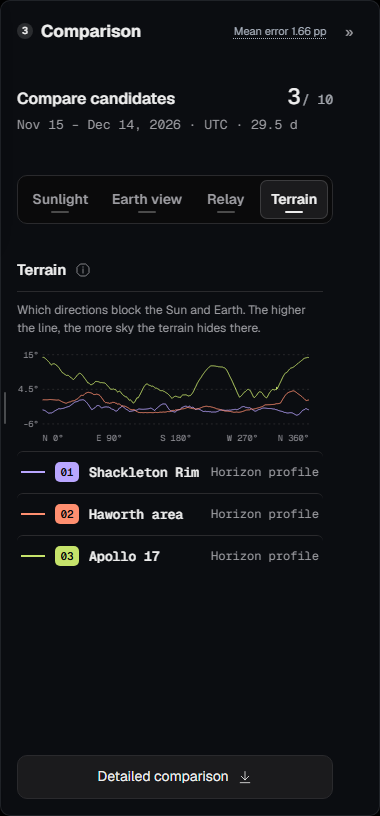 3 Comparison Mean error 1.66 pp »
Compare candidates 3 / 10
Nov 15 – Dec 14, 2026 · UTC · 29.5 d
Sunlight Earth view Relay Terrain
Terrain
Which directions block the Sun and Earth. The higher
the line, the more sky the terrain hides there.
15°
4.5°
-6°
N 0° E 90° S 180° W 270° N 360°
01 Shackleton Rim Horizon profile
02 Haworth area Horizon profile
03 Apollo 17 Horizon profile
Detailed comparison